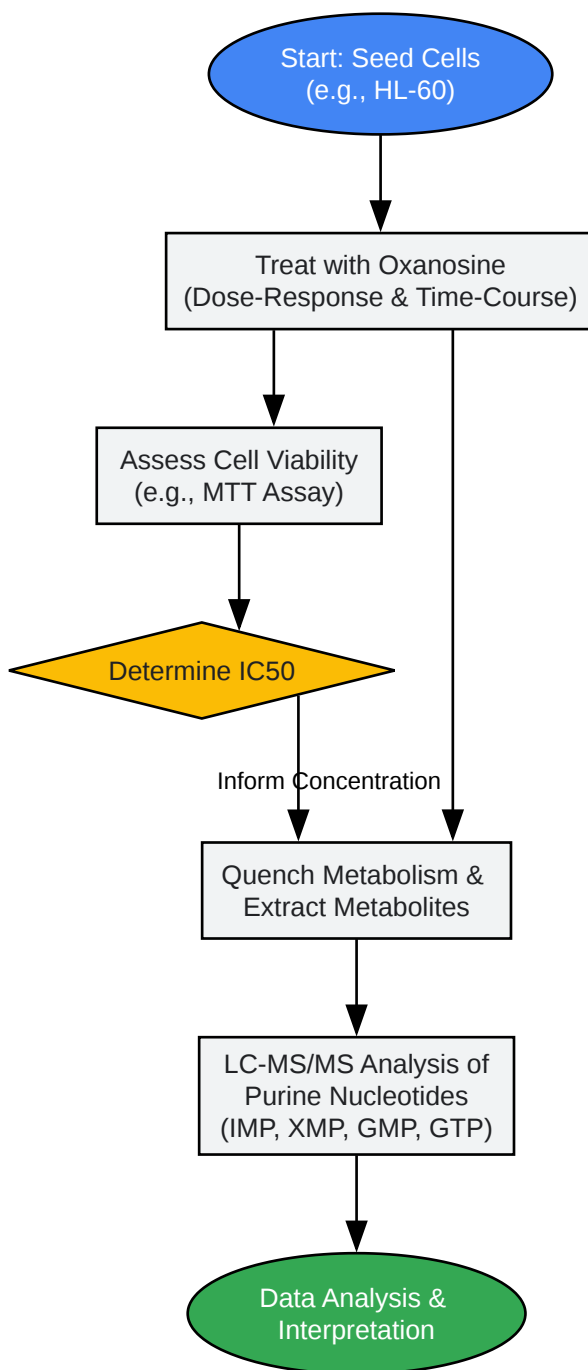 Start: Seed Cells
(e.g., HL-60)
Treat with Oxanosine
(Dose-Response & Time-Course)
Assess Cell Viability
(e.g., MTT Assay)
Determine IC50
Inform Concentration
Quench Metabolism &
Extract Metabolites
LC-MS/MS Analysis of
Purine Nucleotides
(IMP, XMP, GMP, GTP)
Data Analysis &
Interpretation